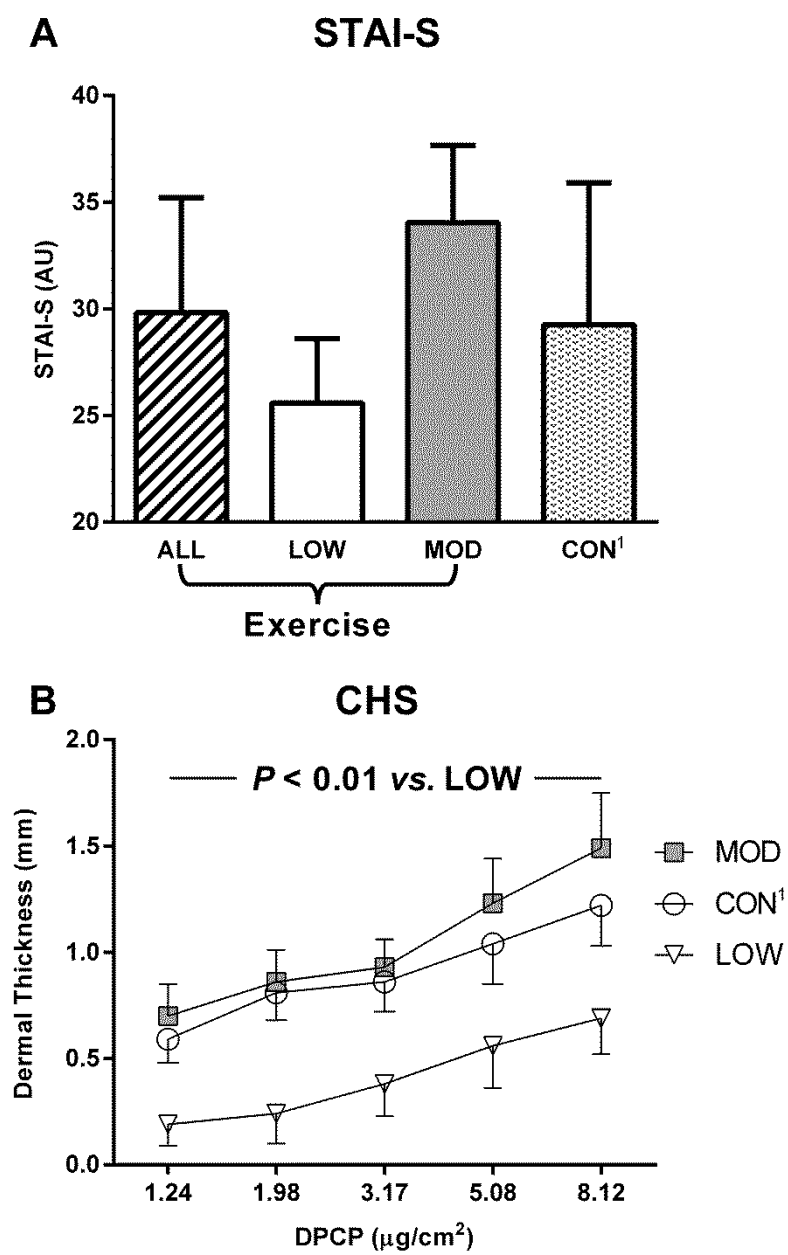 A STAI-S
40
35
30
25
20
STAI-S (AU)
ALL LOW MOD CON¹
Exercise
B CHS
2.0
1.5
1.0
0.5
0.0
Dermal Thickness (mm)
P < 0.01 vs. LOW
MOD
CON¹
LOW
1.24 1.98 3.17 5.08 8.12
DPCP (μg/cm²)